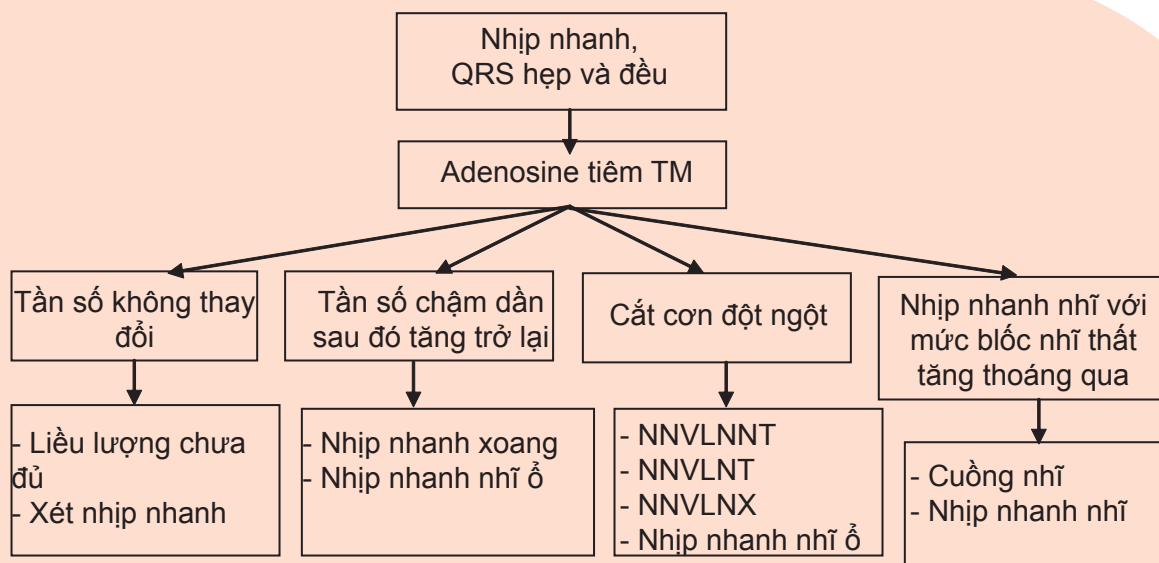 Nhịp nhanh,
QRS hẹp và đều
Adenosine tiêm TM
Tần số không thay
đổi
Tần số chậm dần
sau đó tăng trở lại
Cắt cơn đột ngột
Nhịp nhanh nhĩ với
mức blốc nhĩ thất
tăng thoáng qua
- Liều lượng chưa
đủ
- Xét nhịp nhanh
- Nhịp nhanh xoang
- Nhịp nhanh nhĩ ổ
- NNVLNNT
- NNVLNT
- NNVLNX
- Nhịp nhanh nhĩ ổ
- Cuồng nhĩ
- Nhịp nhanh nhĩ